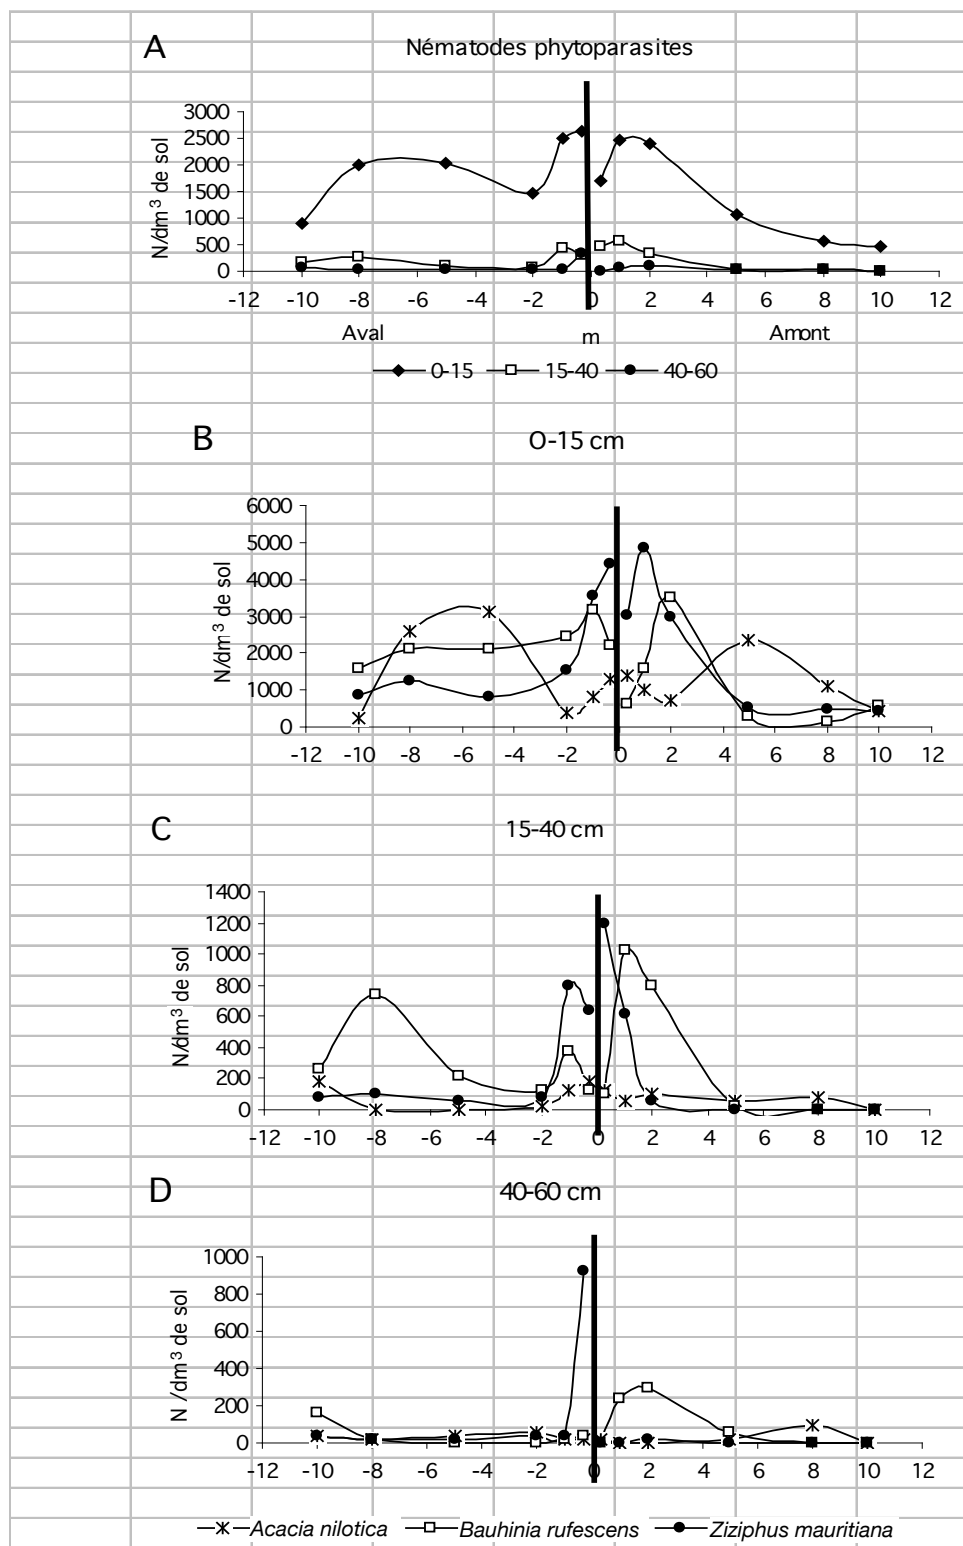 A
Nématodes phytoparasites
N/dm³ de sol
3000
2500
2000
1500
1000
500
0
-12 -10 -8 -6 -4 -2 0 2 4 6 8 10 12
Aval m Amont
0-15 15-40 40-60
B
O-15 cm
N/dm³ de sol
6000
5000
4000
3000
2000
1000
0
-12 -10 -8 -6 -4 -2 0 2 4 6 8 10 12
C
15-40 cm
N/dm³ de sol
1400
1200
1000
800
600
400
200
0
-12 -10 -8 -6 -4 -2 0 2 4 6 8 10 12
D
40-60 cm
N /dm³ de sol
1000
800
600
400
200
0
-12 -10 -8 -6 -4 -2 0 2 4 6 8 10 12
Acacia nilotica Bauhinia rufescens Ziziphus mauritiana